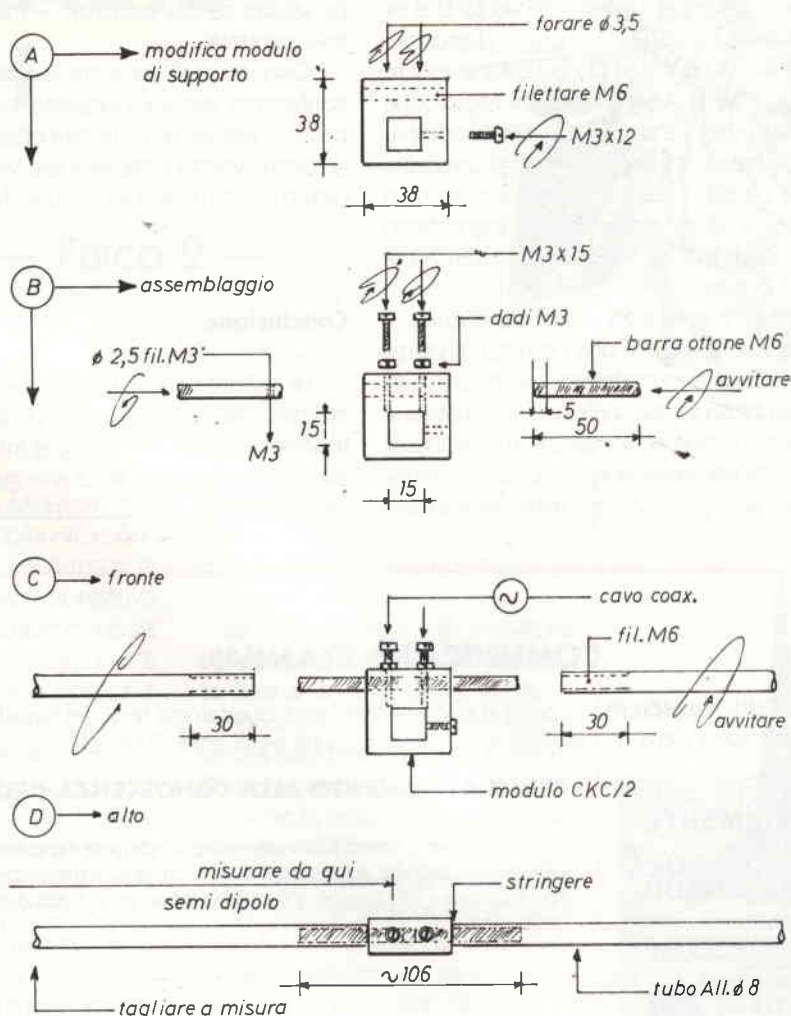 A
modifica modulo
di supporto
forare ø 3,5
filettare M6
38
M3x12
38
B
assemblaggio
M3x15
dadi M3
ø 2,5 fil. M3
barra ottone M6
avvitare
5
50
15
M3
15
C
fronte
~
cavo coax.
fil. M6
30
30
avvitare
modulo CKC/2
D
alto
misurare da qui
semi dipolo
stringere
~106
tubo All. ø 8
tagliare a misura